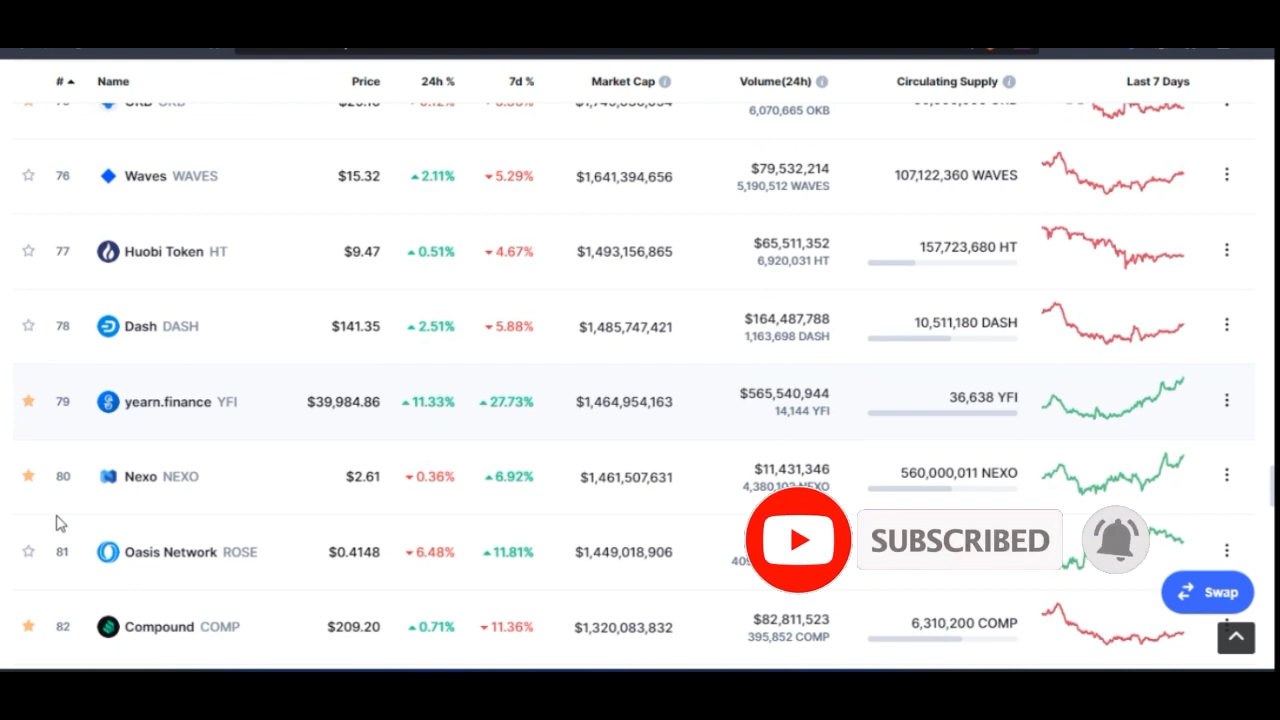 # Name Price 24h % 7d % Market Cap Volume(24h) Circulating Supply Last 7 Days
6,070,665 OKB
76 Waves WAVES $15.32 2.11% 5.29% $1,641,394,656 $79,532,214 107,122,360 WAVES
5,190,512 WAVES
77 Huobi Token HT $9.47 0.51% 4.67% $1,493,156,865 $65,511,352 157,723,680 HT
6,920,031 HT
78 Dash DASH $141.35 2.51% 5.88% $1,485,747,421 $164,487,788 10,511,180 DASH
1,163,698 DASH
79 yearn.finance YFI $39,984.86 11.33% 27.73% $1,464,954,163 $565,540,944 36,638 YFI
14,144 YFI
80 Nexo NEXO $2.61 0.36% 6.92% $1,461,507,631 $11,431,346 560,000,011 NEXO
NEXO
81 Oasis Network ROSE $0.4148 6.48% 11.81% $1,449,018,906
SUBSCRIBED
Swap
82 Compound COMP $209.20 0.71% 11.36% $1,320,083,832 $82,811,523 6,310,200 COMP
395,852 COMP